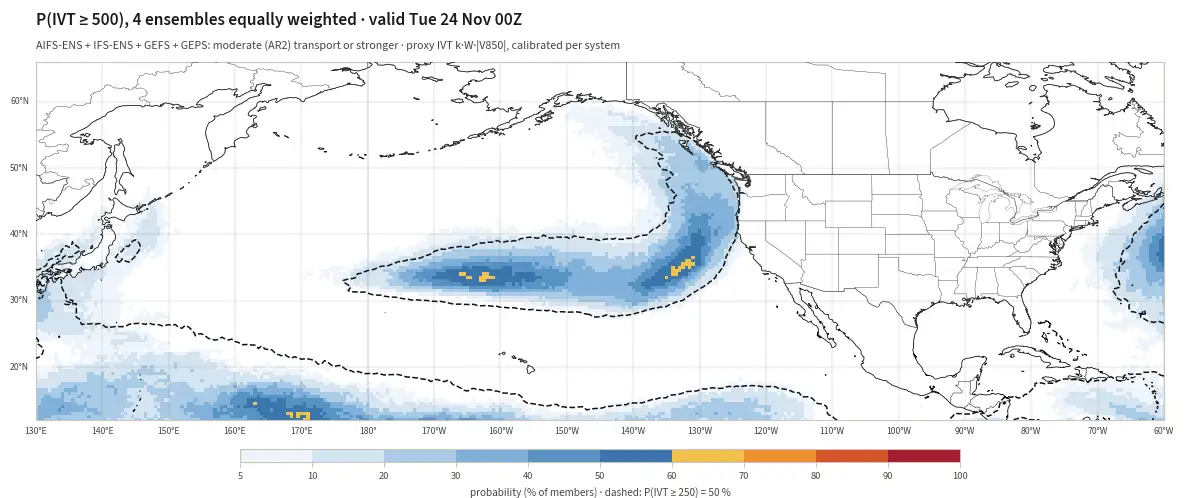 P(IVT ≥ 500), 4 ensembles equally weighted · valid Tue 24 Nov 00Z
AIFS-ENS + IFS-ENS + GEFS + GEPS: moderate (AR2) transport or stronger · proxy IVT k·W·|V850|, calibrated per system
60°N
50°N
40°N
30°N
20°N
130°E 140°E 150°E 160°E 170°E 180° 170°W 160°W 150°W 140°W 130°W 120°W 110°W 100°W 90°W 80°W 70°W 60°W
5 10 20 30 40 50 60 70 80 90 100
probability (% of members) · dashed: P(IVT ≥ 250) = 50 %